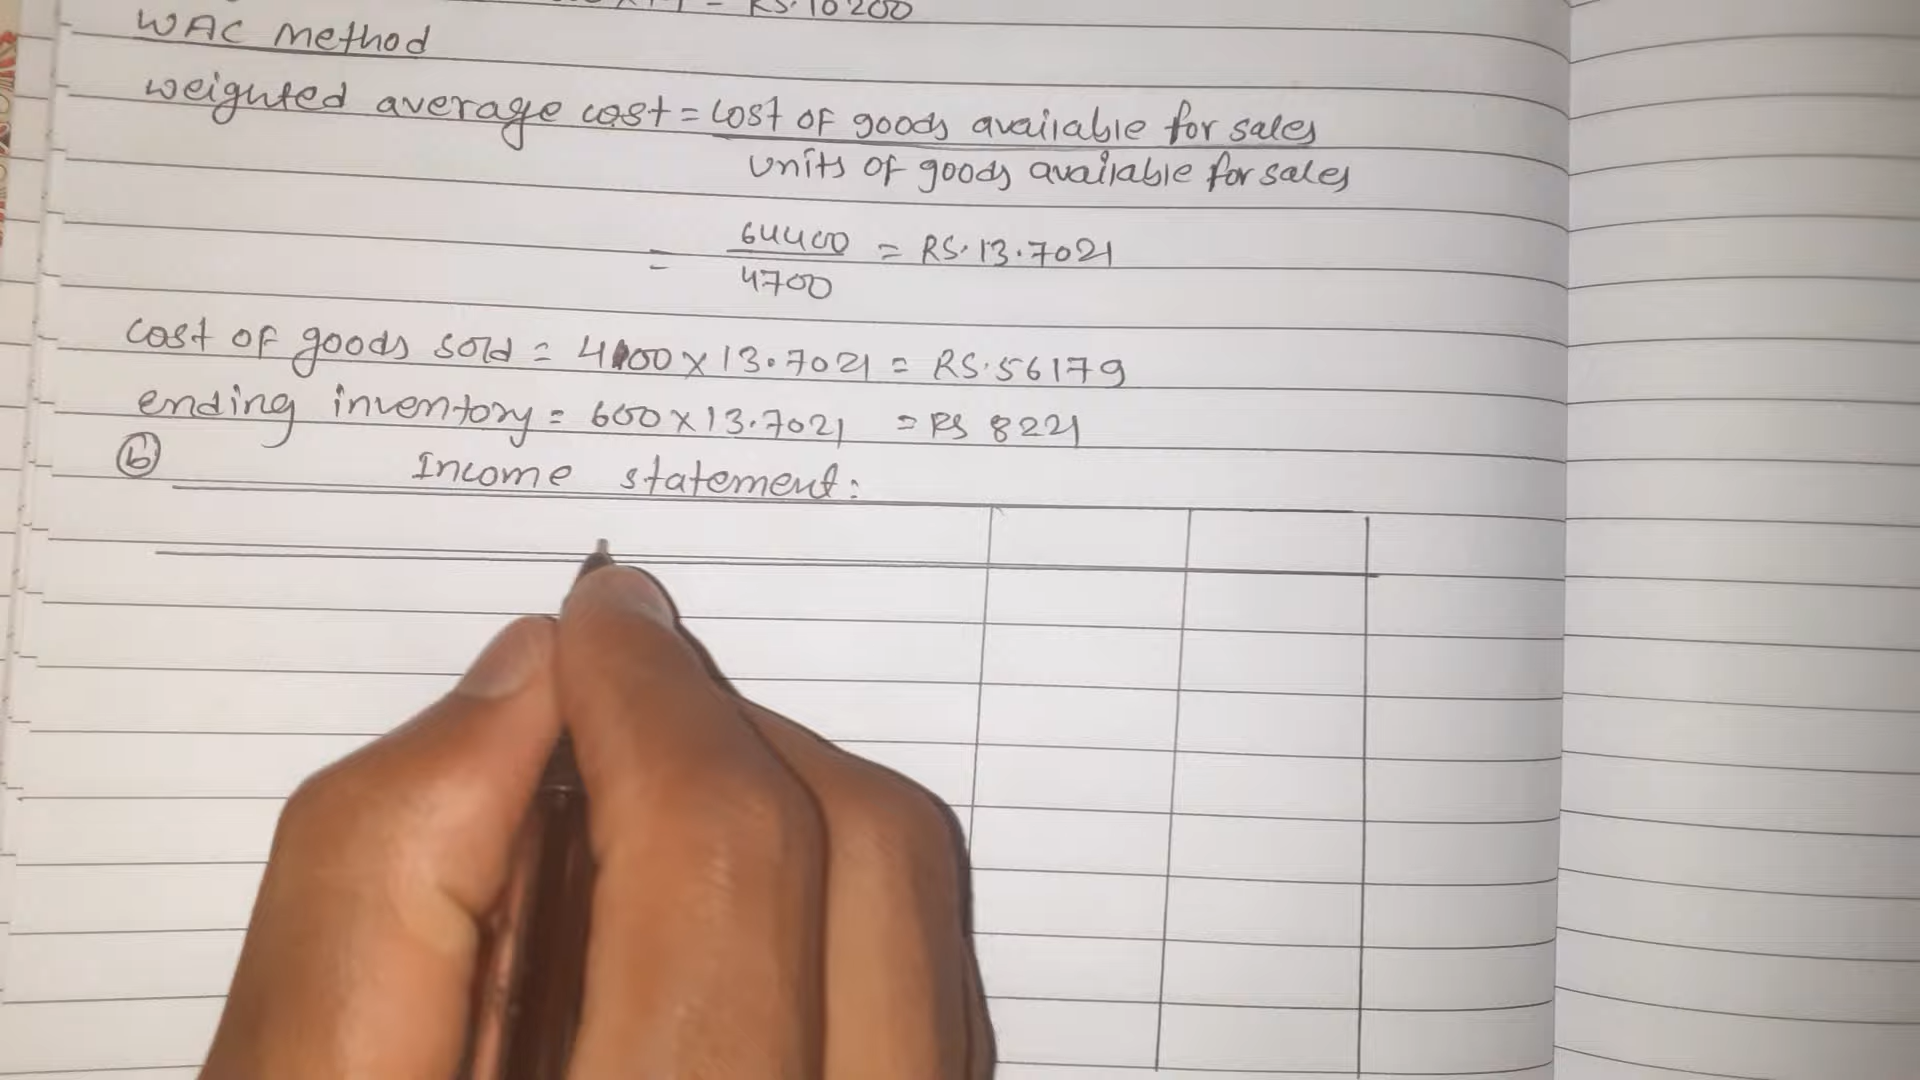 = RS.10200
WAC Method
weighted average cost = cost of goods available for sales
units of goods available for sales
= 64400 = RS.13.7021
4700
cost of goods sold = 4100 x 13.7021 = RS.56179
ending inventory = 600 x 13.7021 = RS 8221
(b) Income statement: